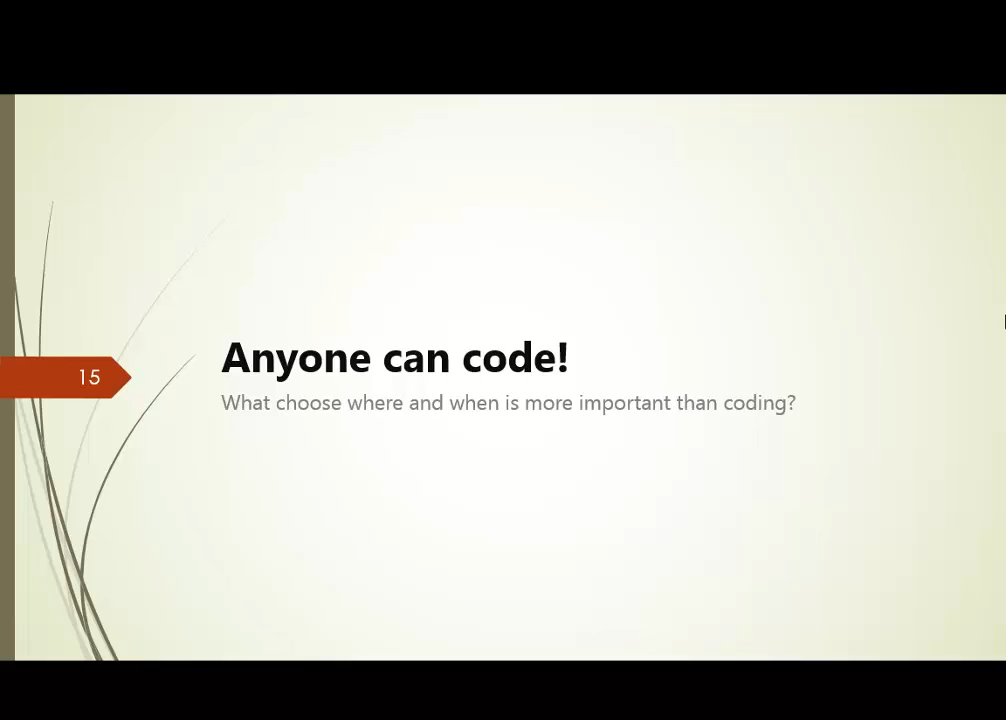 Anyone can code!
15
What choose where and when is more important than coding?